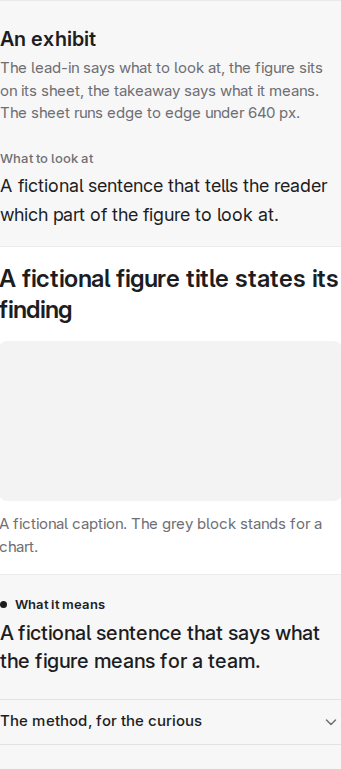 An exhibit
The lead-in says what to look at, the figure sits
on its sheet, the takeaway says what it means.
The sheet runs edge to edge under 640 px.
What to look at
A fictional sentence that tells the reader
which part of the figure to look at.
A fictional figure title states its
finding
A fictional caption. The grey block stands for a
chart.
What it means
A fictional sentence that says what
the figure means for a team.
The method, for the curious